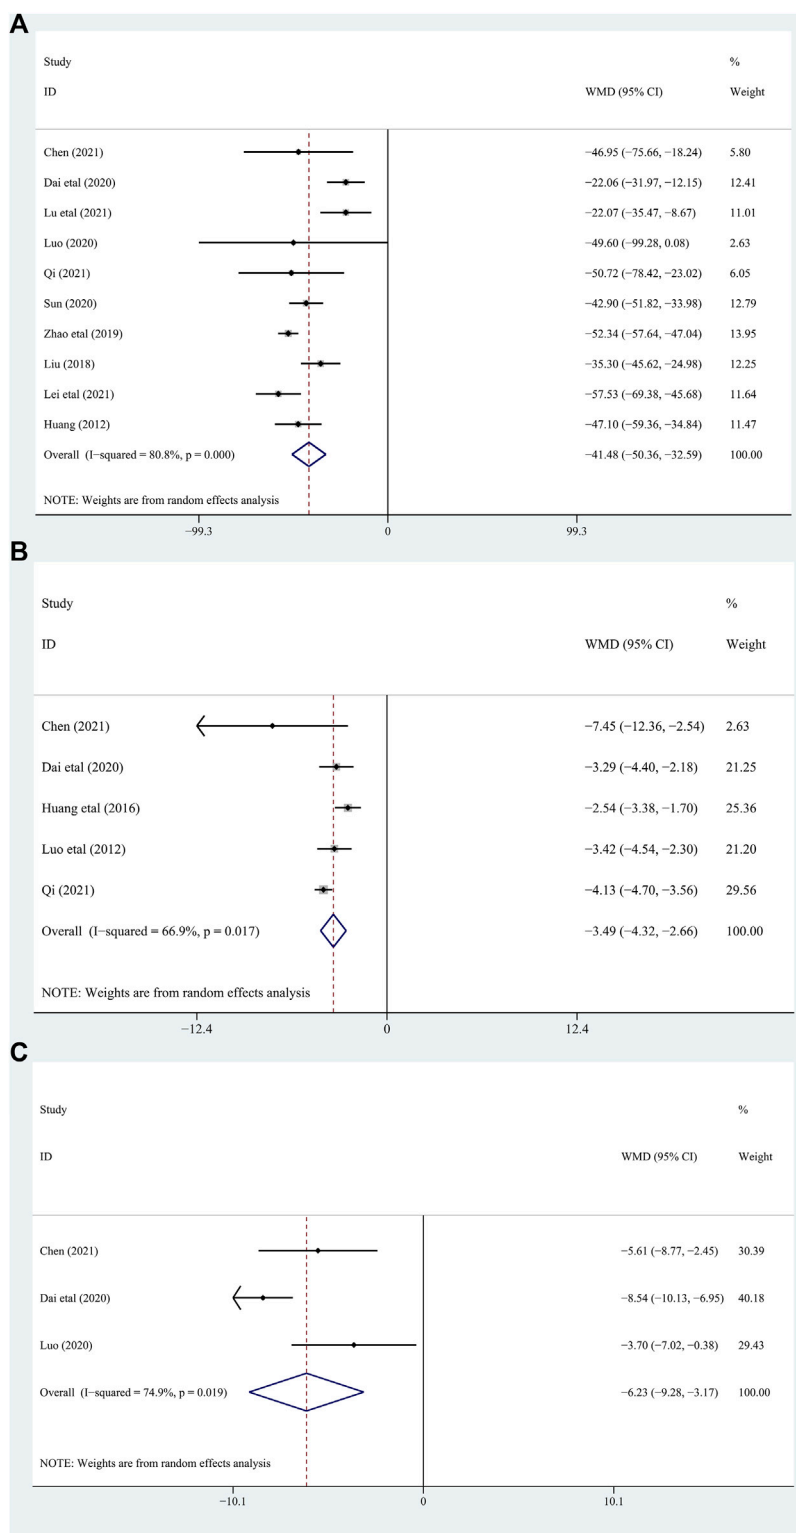 A
Study %
ID WMD (95% CI) Weight
Chen (2021) −46.95 (−75.66, −18.24) 5.80
Dai etal (2020) −22.06 (−31.97, −12.15) 12.41
Lu etal (2021) −22.07 (−35.47, −8.67) 11.01
Luo (2020) −49.60 (−99.28, 0.08) 2.63
Qi (2021) −50.72 (−78.42, −23.02) 6.05
Sun (2020) −42.90 (−51.82, −33.98) 12.79
Zhao etal (2019) −52.34 (−57.64, −47.04) 13.95
Liu (2018) −35.30 (−45.62, −24.98) 12.25
Lei etal (2021) −57.53 (−69.38, −45.68) 11.64
Huang (2012) −47.10 (−59.36, −34.84) 11.47
Overall (I−squared = 80.8%, p = 0.000) −41.48 (−50.36, −32.59) 100.00
NOTE: Weights are from random effects analysis
−99.3 0 99.3
B
Study %
ID WMD (95% CI) Weight
Chen (2021) −7.45 (−12.36, −2.54) 2.63
Dai etal (2020) −3.29 (−4.40, −2.18) 21.25
Huang etal (2016) −2.54 (−3.38, −1.70) 25.36
Luo etal (2012) −3.42 (−4.54, −2.30) 21.20
Qi (2021) −4.13 (−4.70, −3.56) 29.56
Overall (I−squared = 66.9%, p = 0.017) −3.49 (−4.32, −2.66) 100.00
NOTE: Weights are from random effects analysis
−12.4 0 12.4
C
Study %
ID WMD (95% CI) Weight
Chen (2021) −5.61 (−8.77, −2.45) 30.39
Dai etal (2020) −8.54 (−10.13, −6.95) 40.18
Luo (2020) −3.70 (−7.02, −0.38) 29.43
Overall (I−squared = 74.9%, p = 0.019) −6.23 (−9.28, −3.17) 100.00
NOTE: Weights are from random effects analysis
−10.1 0 10.1